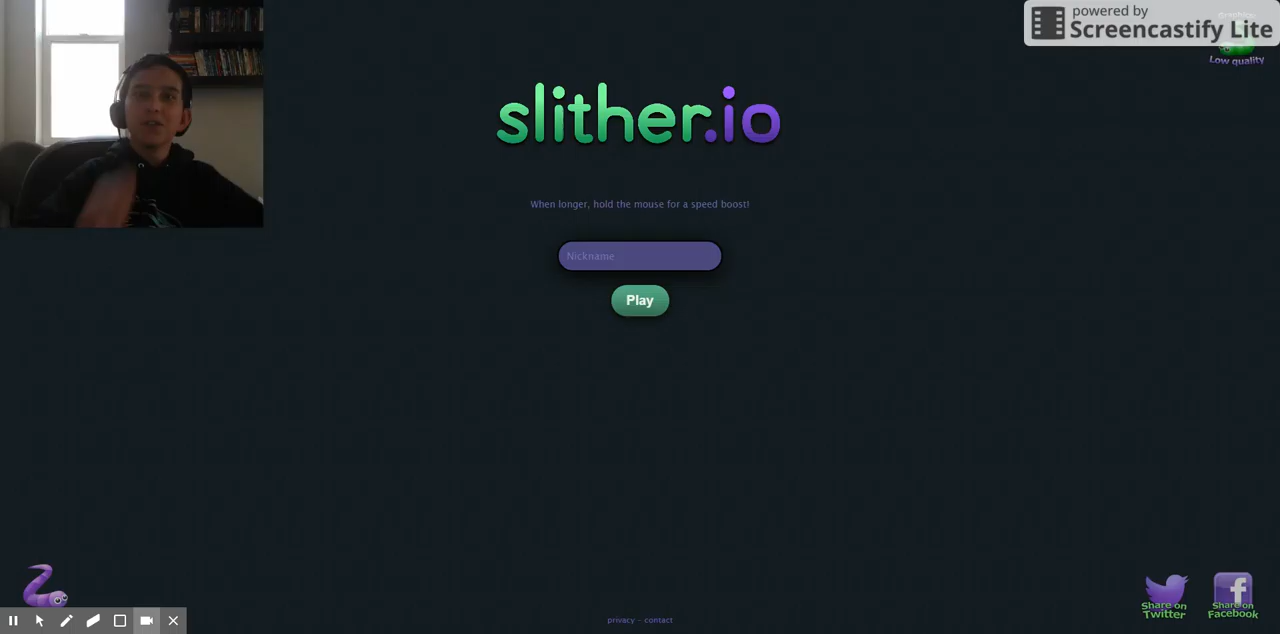 powered by
Screencastify Lite
Low quality
slither.io
When longer, hold the mouse for a speed boost!
Nickname
Play
Share on
Twitter
Share on
Facebook
privacy - contact